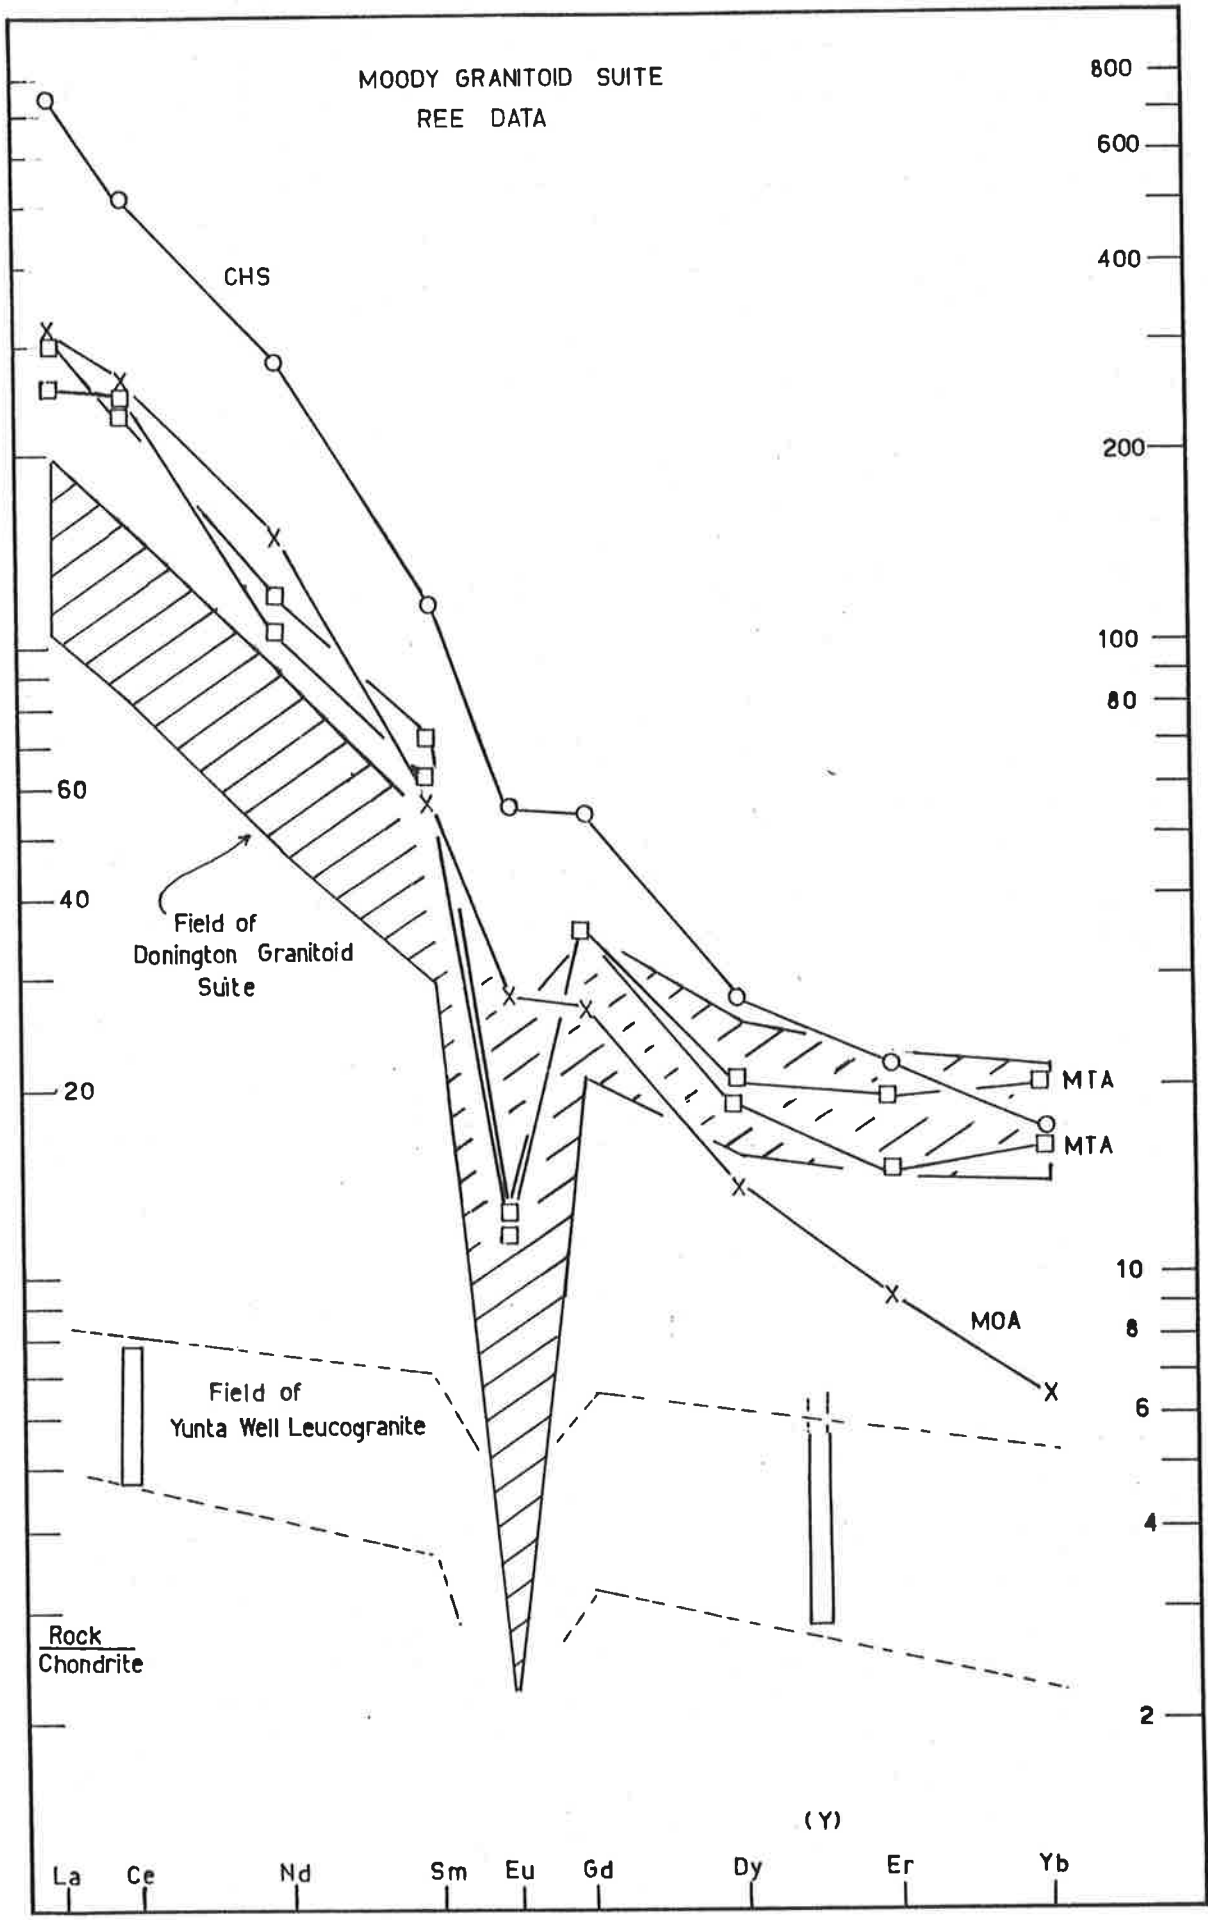 MOODY GRANITOID SUITE
REE DATA
800
600
400
200
100
80
10
8
6
4
2
60
40
20
CHS
Field of
Donington Granitoid
Suite
MTA
MTA
MOA
Field of
Yunta Well Leucogranite
Rock
Chondrite
(Y)
La Ce Nd Sm Eu Gd Dy Er Yb